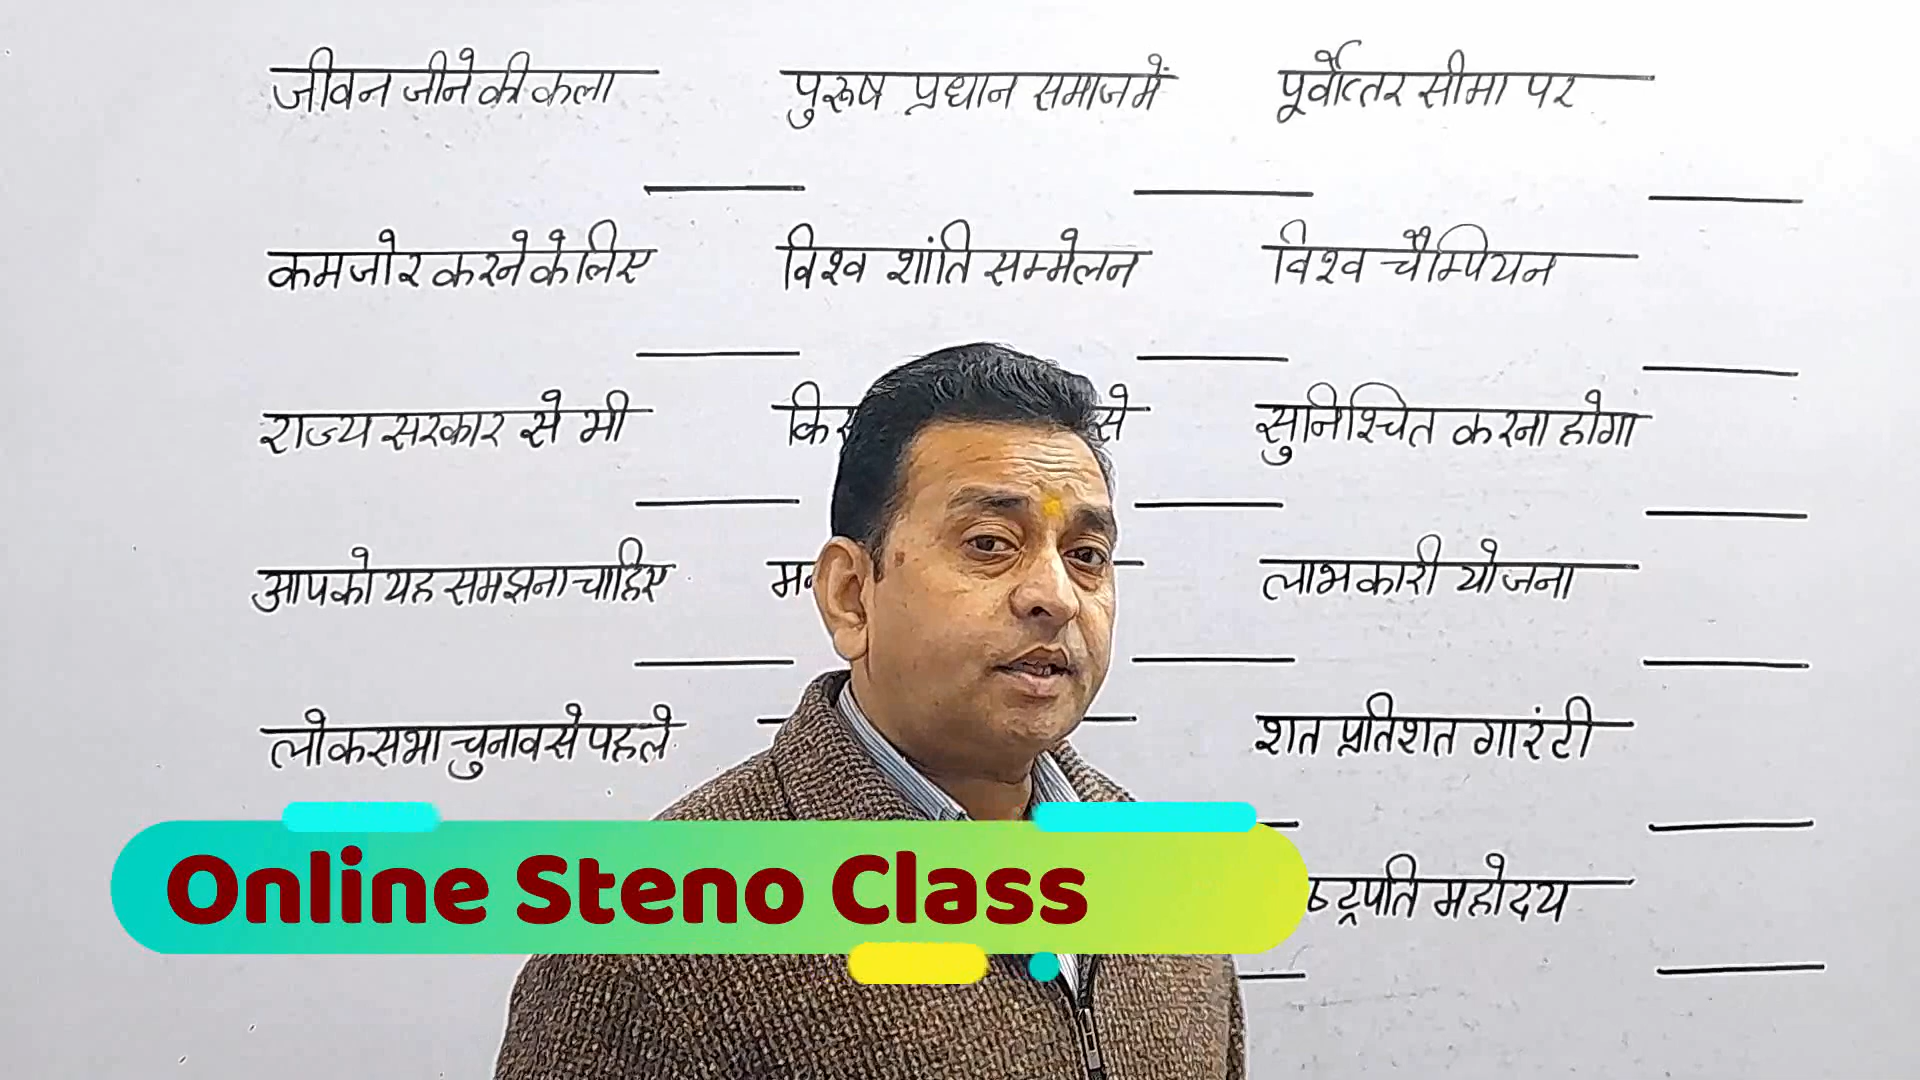 जीवन जीने की कला
पुरूष प्रधान समाज में
पूर्वोत्तर सीमा पर
कमजोर करने के लिए
विश्व शांति सम्मेलन
विश्व चैम्पियन
राज्य सरकार से भी
से
सुनिश्चित करना होगा
आपको यह समझना चाहिए
लाभकारी योजना
लोकसभा चुनाव से पहले
शत प्रतिशत गारंटी
Online Steno Class
महोदय